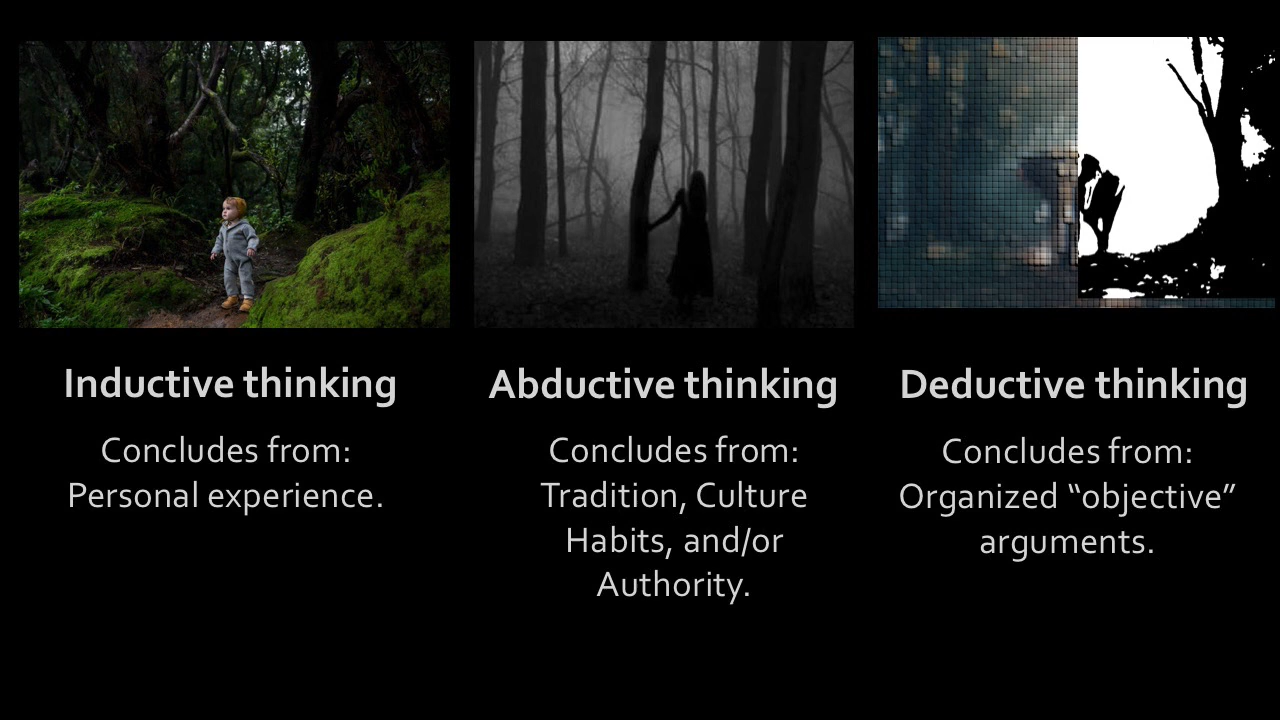 Inductive thinking
Concludes from:
Personal experience.
Abductive thinking
Concludes from:
Tradition, Culture
Habits, and/or
Authority.
Deductive thinking
Concludes from:
Organized “objective”
arguments.